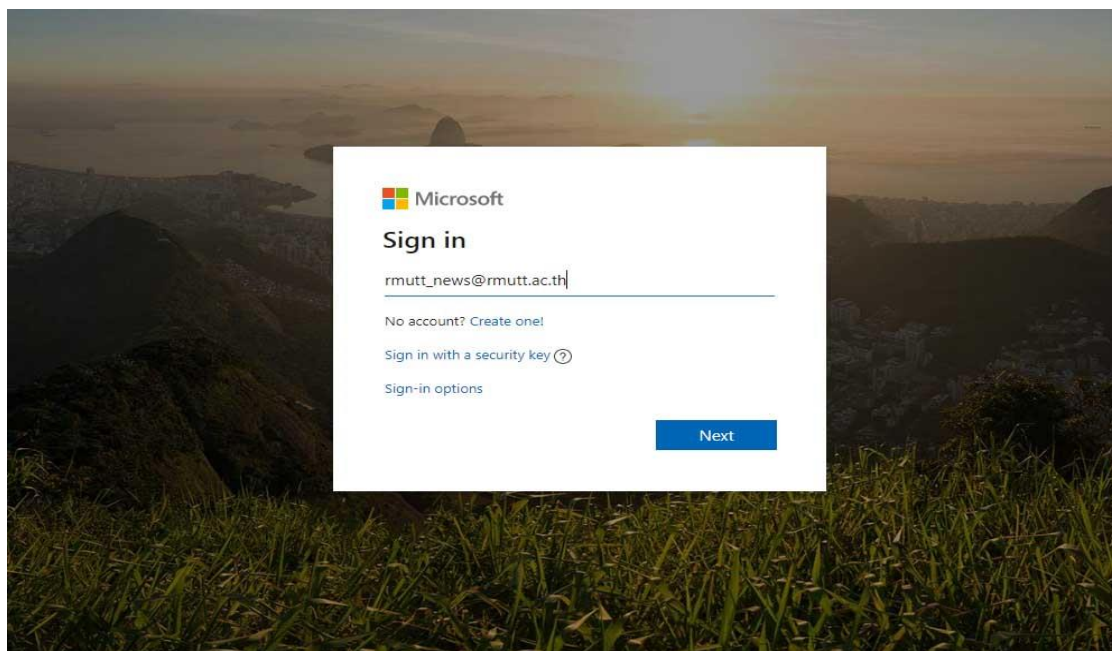 Microsoft
Sign in
rmutt_news@rmutt.ac.th
No account? Create one!
Sign in with a security key ?
Sign-in options
Next